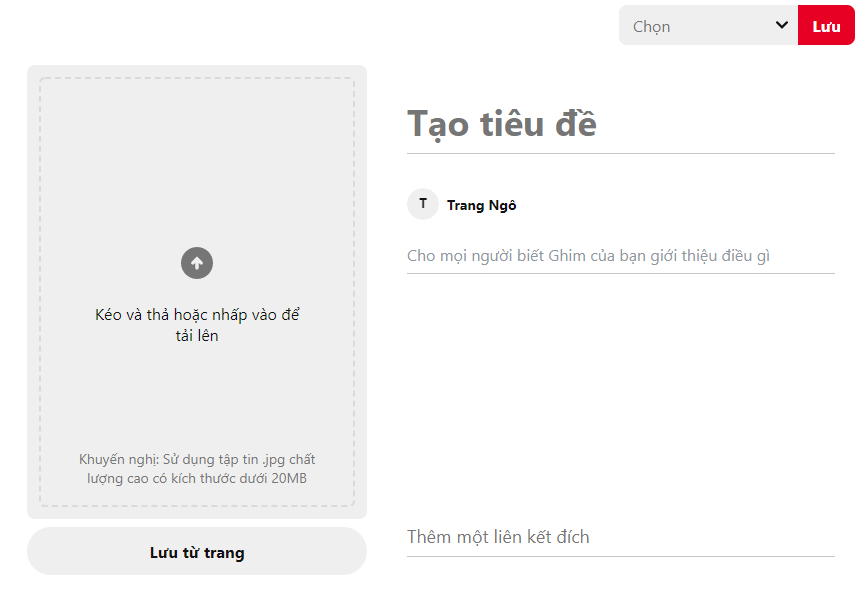 Chọn
Lưu
Tạo tiêu đề
T
Trang Ngô
Cho mọi người biết Ghim của bạn giới thiệu điều gì
Kéo và thả hoặc nhấp vào để
tải lên
Khuyến nghị: Sử dụng tập tin .jpg chất
lượng cao có kích thước dưới 20MB
Thêm một liên kết đích
Lưu từ trang